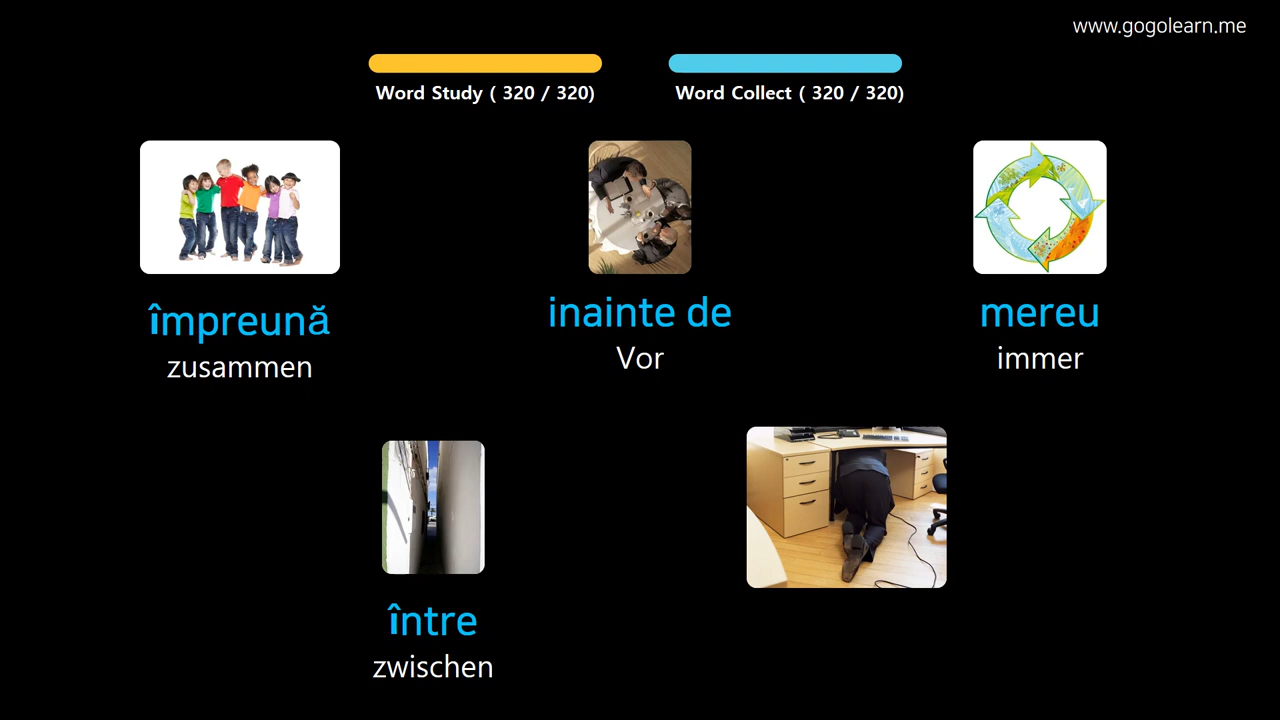 www.gogolearn.me
Word Study ( 320 / 320)
Word Collect ( 320 / 320)
împreună
zusammen
inainte de
Vor
mereu
immer
între
zwischen